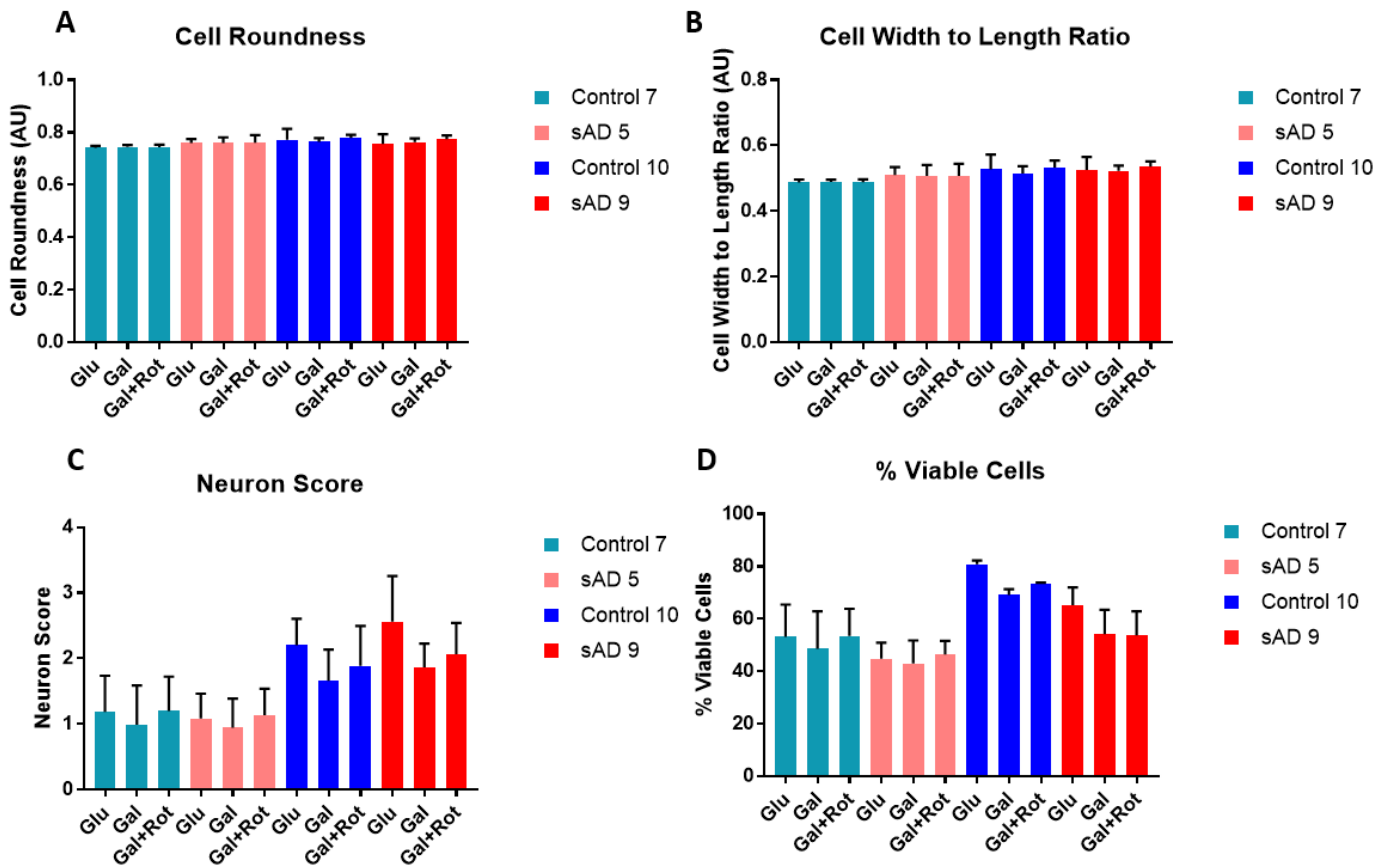 A
Cell Roundness
Cell Roundness (AU)
1.0
0.8
0.6
0.4
0.2
0.0
Glu
Gal
Gal+Rot
Glu
Gal
Gal+Rot
Glu
Gal
Gal+Rot
Glu
Gal
Gal+Rot
Control 7
sAD 5
Control 10
sAD 9
B
Cell Width to Length Ratio
Cell Width to Length Ratio (AU)
0.8
0.6
0.4
0.2
0.0
Glu
Gal
Gal+Rot
Glu
Gal
Gal+Rot
Glu
Gal
Gal+Rot
Glu
Gal
Gal+Rot
Control 7
sAD 5
Control 10
sAD 9
C
Neuron Score
Neuron Score
4
3
2
1
0
Glu
Gal
Gal+Rot
Glu
Gal
Gal+Rot
Glu
Gal
Gal+Rot
Glu
Gal
Gal+Rot
Control 7
sAD 5
Control 10
sAD 9
D
% Viable Cells
% Viable Cells
100
80
60
40
20
0
Glu
Gal
Gal+Rot
Glu
Gal
Gal+Rot
Glu
Gal
Gal+Rot
Glu
Gal
Gal+Rot
Control 7
sAD 5
Control 10
sAD 9